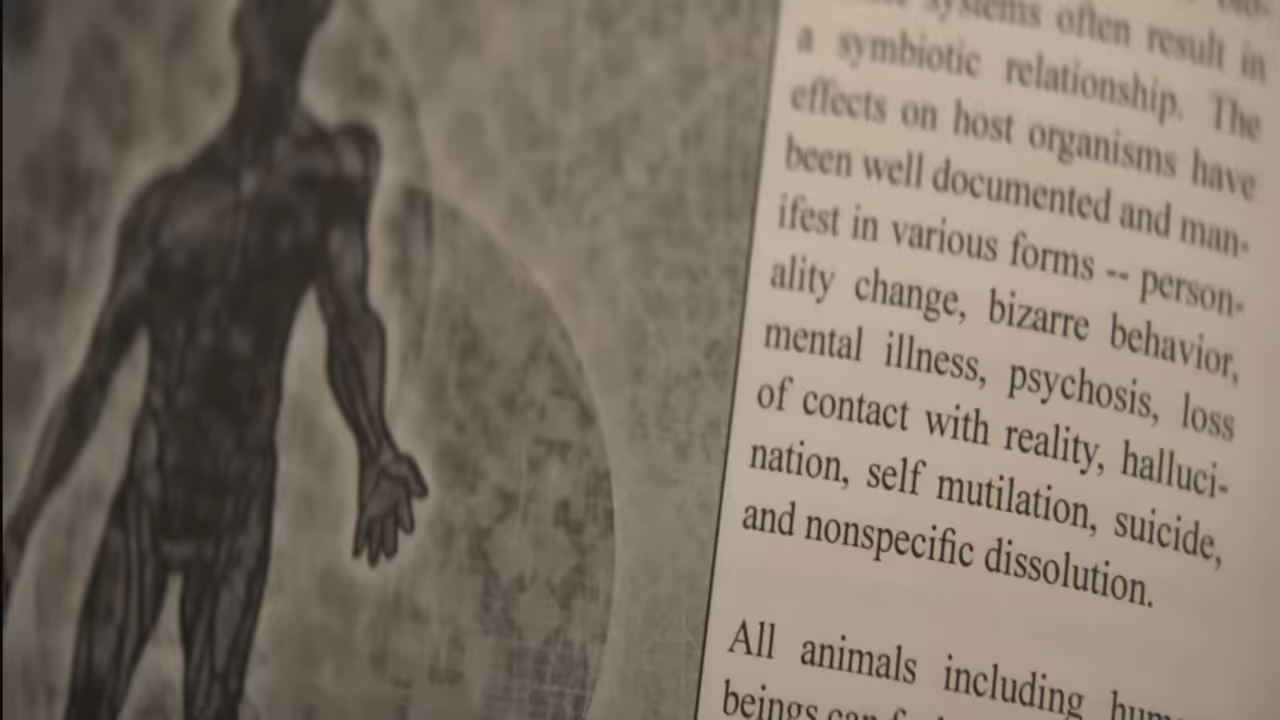 systems often result in
a symbiotic relationship. The
effects on host organisms have
been well documented and man-
ifest in various forms -- person-
ality change, bizarre behavior,
mental illness, psychosis, loss
of contact with reality, halluci-
nation, self mutilation, suicide,
and nonspecific dissolution.
All animals including
beings can